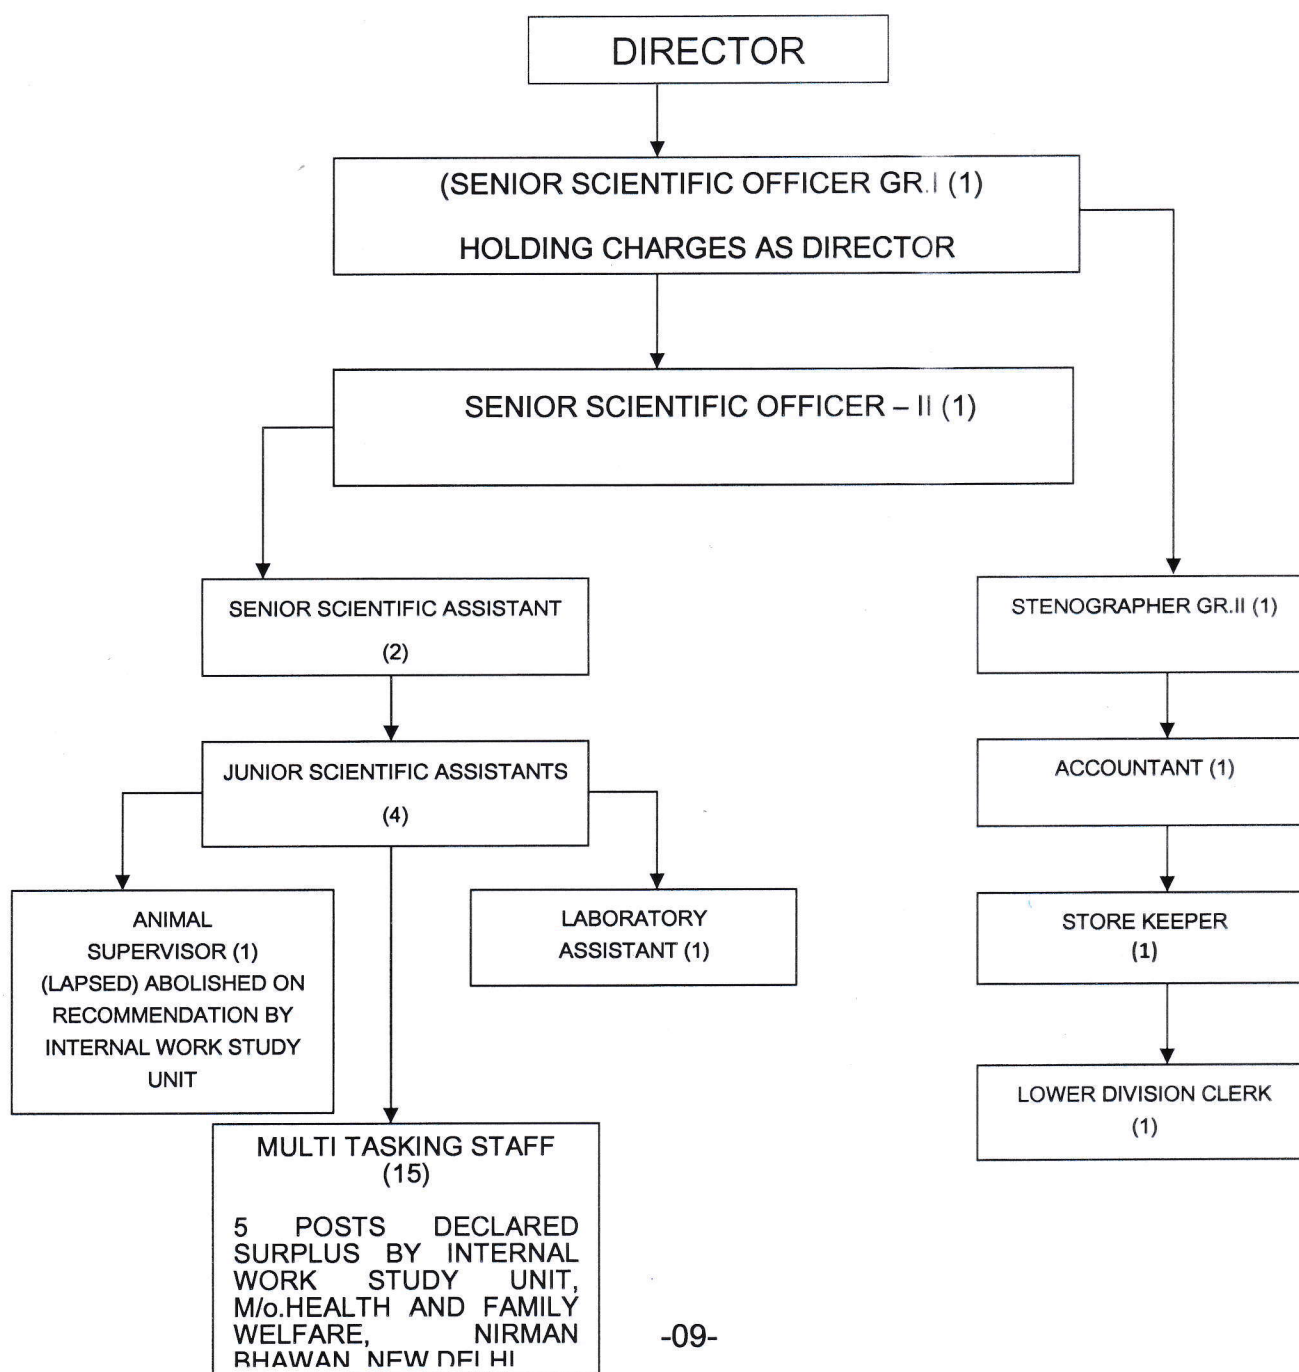 DIRECTOR
(SENIOR SCIENTIFIC OFFICER GR.I (1)
HOLDING CHARGES AS DIRECTOR
SENIOR SCIENTIFIC OFFICER – II (1)
SENIOR SCIENTIFIC ASSISTANT
(2)
STENOGRAPHER GR.II (1)
JUNIOR SCIENTIFIC ASSISTANTS
(4)
ACCOUNTANT (1)
ANIMAL
SUPERVISOR (1)
(LAPSED) ABOLISHED ON
RECOMMENDATION BY
INTERNAL WORK STUDY
UNIT
LABORATORY
ASSISTANT (1)
STORE KEEPER
(1)
LOWER DIVISION CLERK
(1)
MULTI TASKING STAFF
(15)
5 POSTS DECLARED
SURPLUS BY INTERNAL
WORK STUDY UNIT,
M/o.HEALTH AND FAMILY
WELFARE, NIRMAN
BHAWAN NEW DELHI
-09-